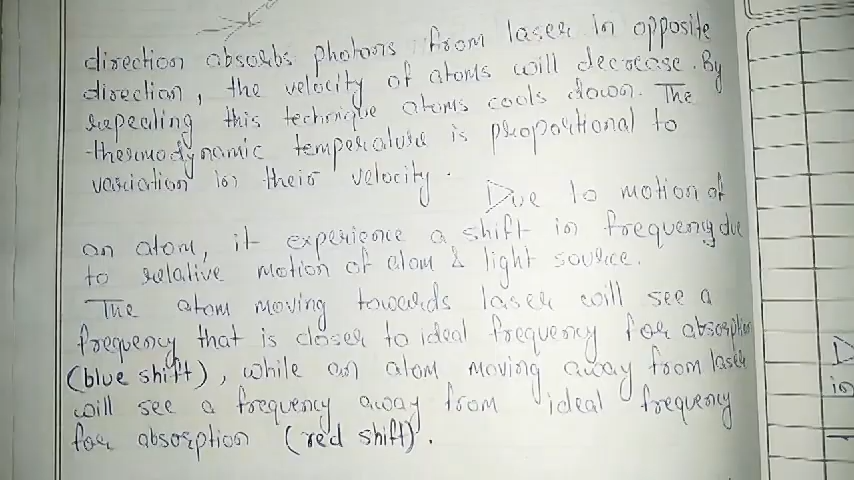 direction absorbs photons from laser in opposite
direction, the velocity of atoms will decrease. By
repeating this technique atoms cools down. The
thermodynamic temperature is proportional to
variation in their velocity.
Due to motion of
an atom, it experience a shift in frequency due
to relative motion of atom & light source.
The atom moving towards laser will see a
frequency that is closer to ideal frequency for absorption
(blue shift), while an atom moving away from laser
will see a frequency away from ideal frequency
for absorption (red shift).
in